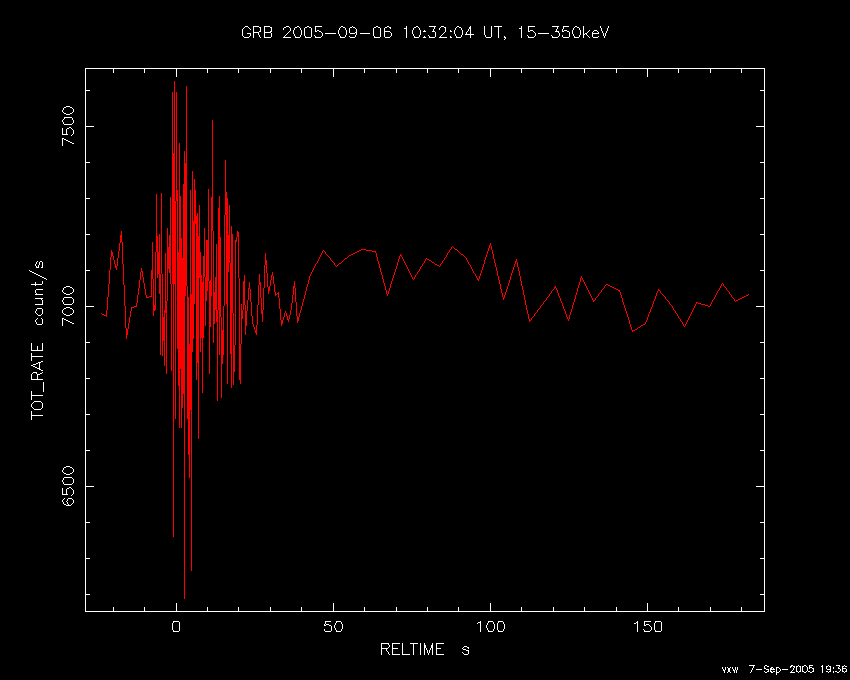 GRB 2005-09-06 10:32:04 UT, 15-350keV
7500
7000
6500
TOT_RATE count/s
0 50 100 150
RELTIME s
vxw 7-Sep-2005 19:36